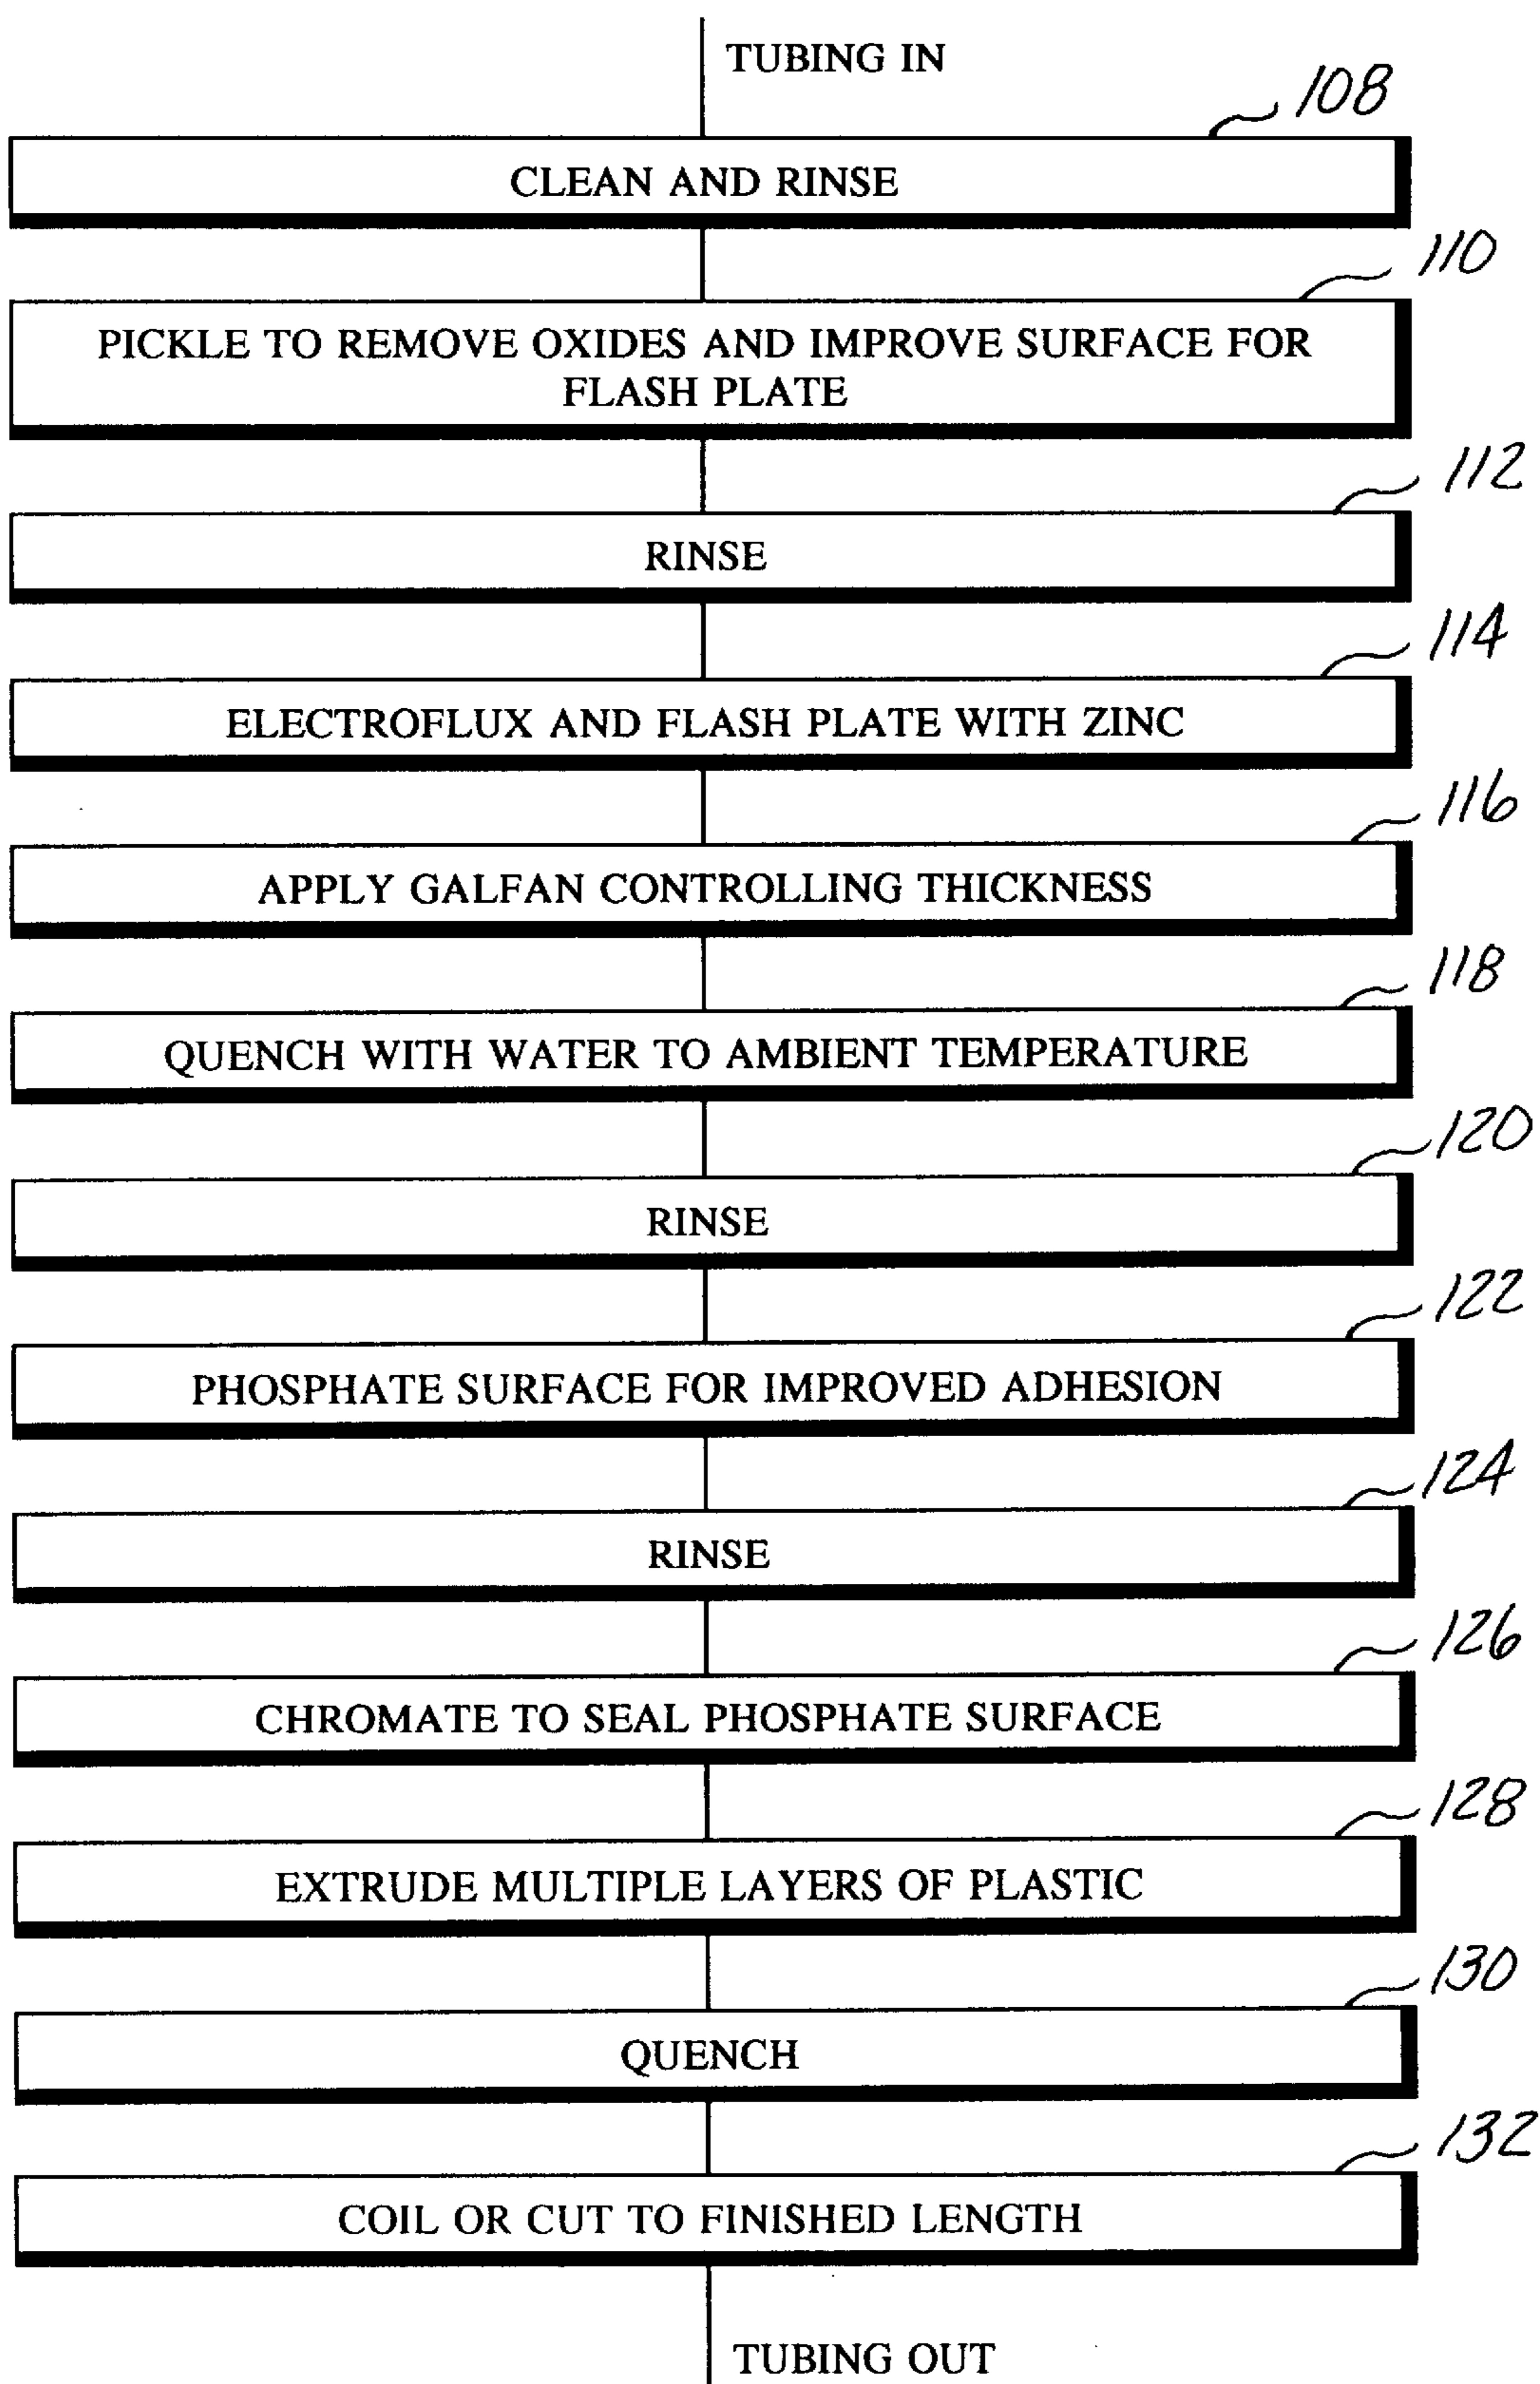 TUBING IN
108
CLEAN AND RINSE
110
PICKLE TO REMOVE OXIDES AND IMPROVE SURFACE FOR
FLASH PLATE
112
RINSE
114
ELECTROFLUX AND FLASH PLATE WITH ZINC
116
APPLY GALFAN CONTROLLING THICKNESS
118
QUENCH WITH WATER TO AMBIENT TEMPERATURE
120
RINSE
122
PHOSPHATE SURFACE FOR IMPROVED ADHESION
124
RINSE
126
CHROMATE TO SEAL PHOSPHATE SURFACE
128
EXTRUDE MULTIPLE LAYERS OF PLASTIC
130
QUENCH
132
COIL OR CUT TO FINISHED LENGTH
TUBING OUT